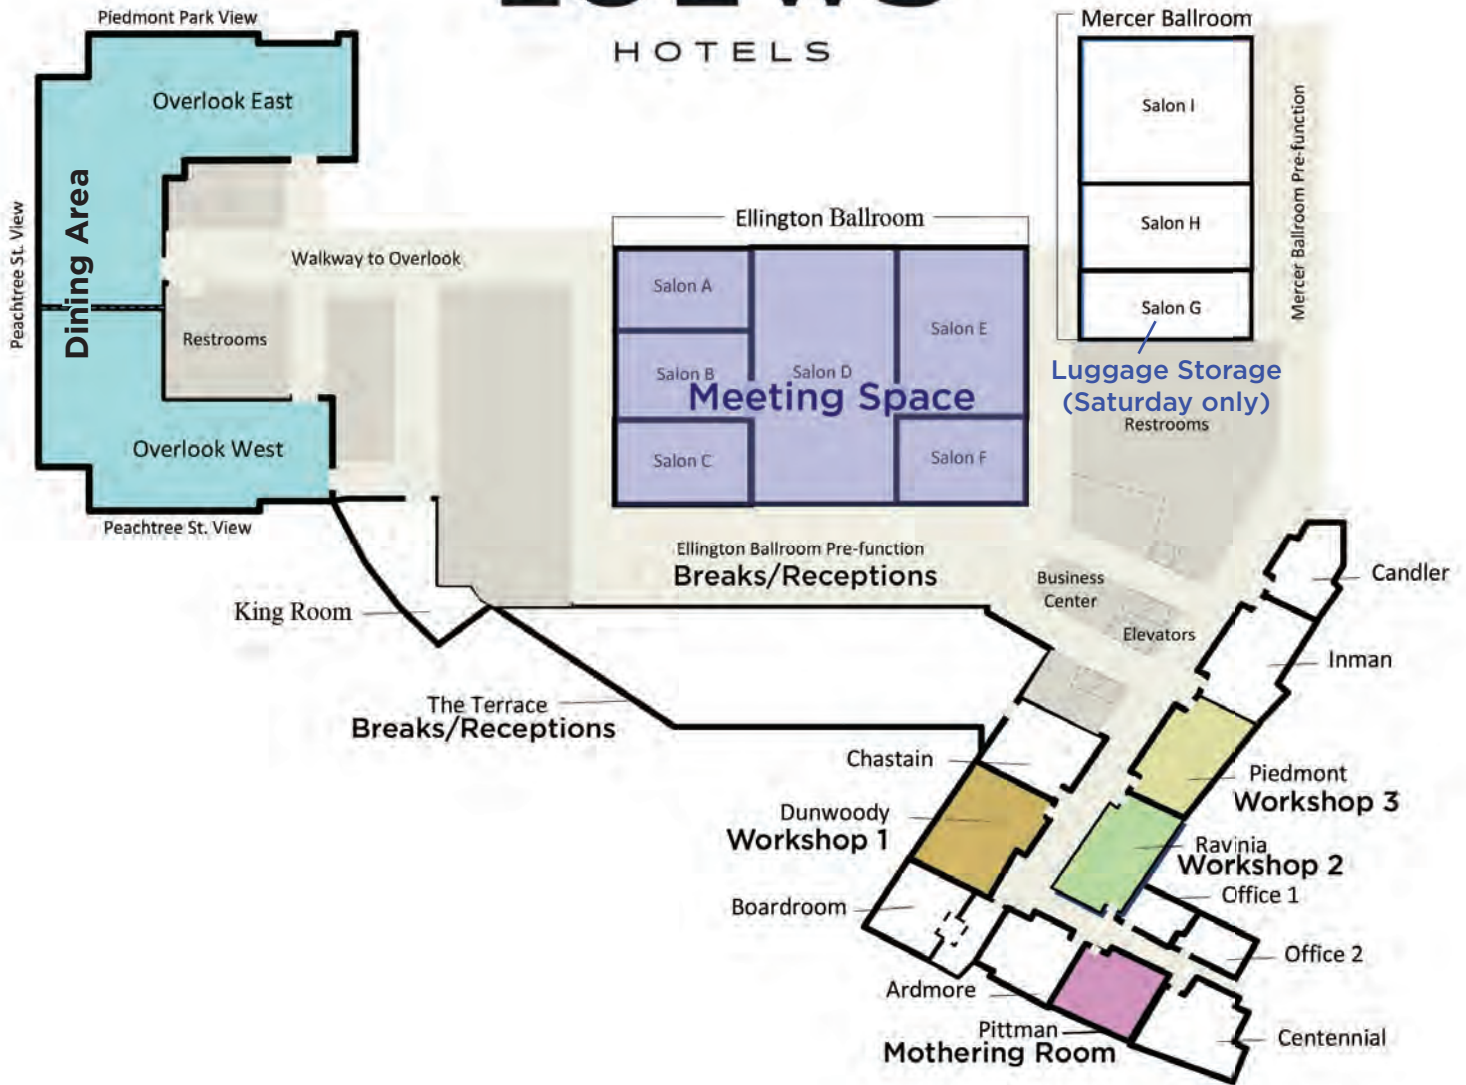 HOTELS
Piedmont Park View
Mercer Ballroom
Overlook East
Salon I
Mercer Ballroom Pre-function
Dining Area
Peachtree St. View
Ellington Ballroom
Salon H
Walkway to Overlook
Salon A
Salon G
Salon E
Restrooms
Salon B
Salon D
Luggage Storage
(Saturday only)
Meeting Space
Restrooms
Overlook West
Salon C
Salon F
Peachtree St. View
Ellington Ballroom Pre-function
Breaks/Receptions
Business
Center
Candler
King Room
Elevators
Inman
The Terrace
Breaks/Receptions
Chastain
Piedmont
Workshop 3
Dunwoody
Workshop 1
Ravinia
Workshop 2
Office 1
Boardroom
Office 2
Ardmore
Pittman
Mothering Room
Centennial